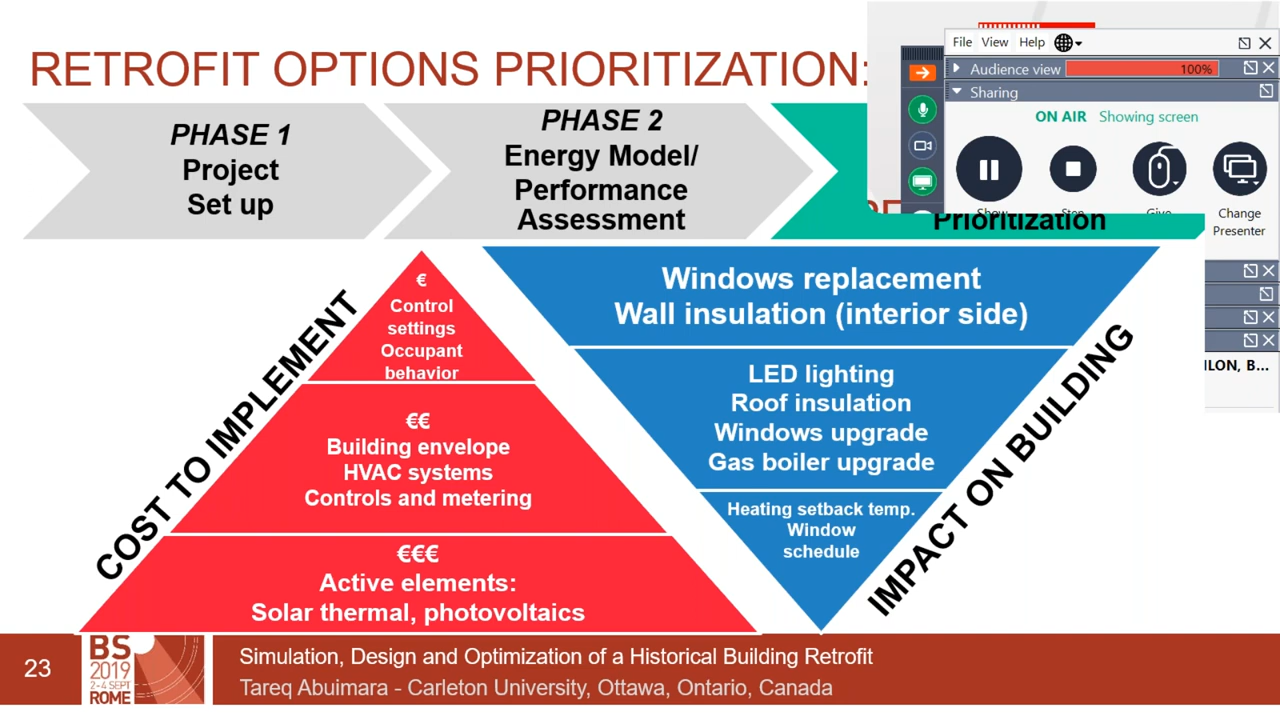 RETROFIT OPTIONS PRIORITIZATION:
PHASE 1
Project
Set up
PHASE 2
Energy Model/
Performance
Assessment
Prioritization
File View Help
Audience view 100%
Sharing
ON AIR Showing screen
Change
Presenter
ILON, B...
COST TO IMPLEMENT
€
Control
settings
Occupant
behavior
€€
Building envelope
HVAC systems
Controls and metering
€€€
Active elements:
Solar thermal, photovoltaics
Windows replacement
Wall insulation (interior side)
LED lighting
Roof insulation
Windows upgrade
Gas boiler upgrade
Heating setback temp.
Window
schedule
IMPACT ON BUILDING
23
BS
2019
2-4 SEPT
ROME
Simulation, Design and Optimization of a Historical Building Retrofit
Tareq Abuimara - Carleton University, Ottawa, Ontario, Canada